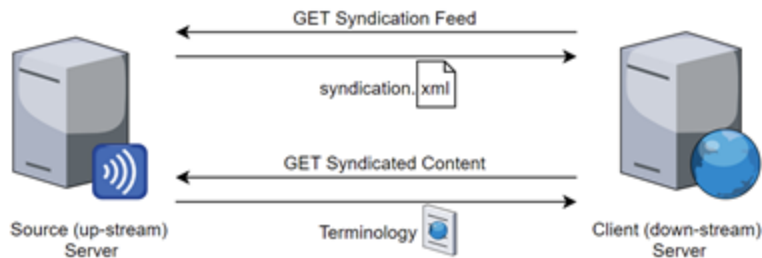 GET Syndication Feed
syndication.xml
GET Syndicated Content
Terminology
Source (up-stream)
Server
Client (down-stream)
Server